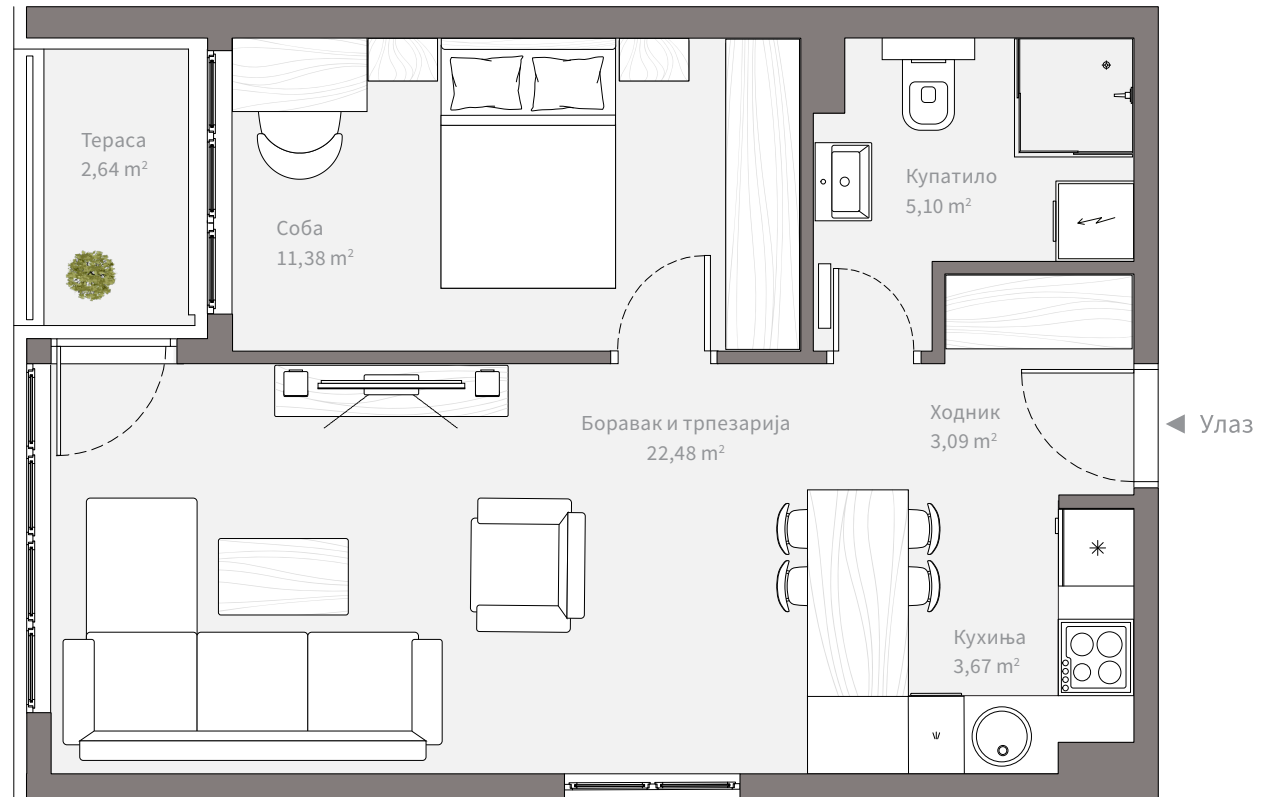 Тераса
2,64 m²
Соба
11,38 m²
Купатило
5,10 m²
Боравак и трпезарија
22,48 m²
Ходник
3,09 m²
Улаз
Кухиња
3,67 m²